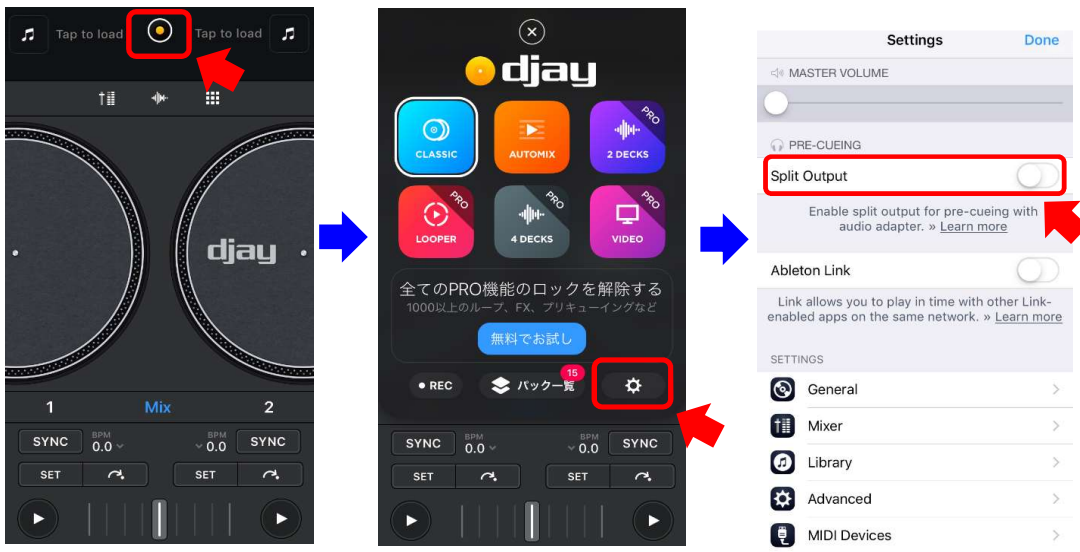 Tap to load
Tap to load
djay
1 Mix 2
SYNC BPM 0.0 BPM 0.0 SYNC
SET SET
djay
CLASSIC
AUTOMIX
PRO
2 DECKS
PRO
LOOPER
PRO
4 DECKS
PRO
VIDEO
全てのPRO機能のロックを解除する
1000以上のループ、FX、プリキューイングなど
無料でお試し
REC
パック一覧
15
SYNC BPM 0.0 BPM 0.0 SYNC
SET SET
Settings Done
MASTER VOLUME
PRE-CUEING
Split Output
Enable split output for pre-cueing with
audio adapter. » Learn more
Ableton Link
Link allows you to play in time with other Link-
enabled apps on the same network. » Learn more
SETTINGS
General
Mixer
Library
Advanced
MIDI Devices